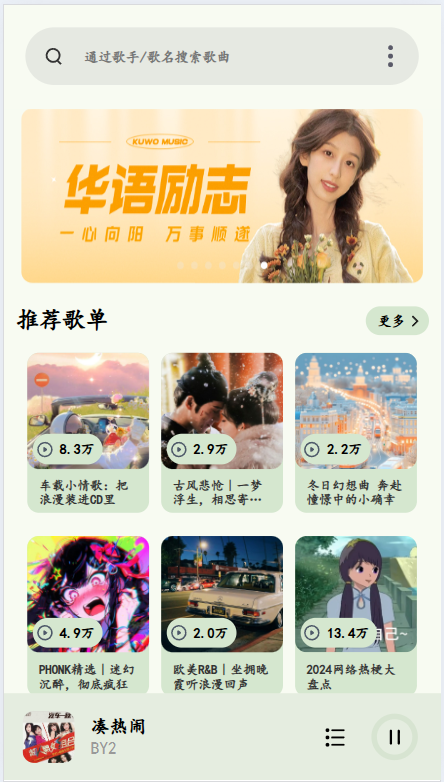 通过歌手/歌名搜索歌曲
KUWO MUSIC
华语励志
一心向阳 万事顺遂
推荐歌单
更多
8.3万
2.9万
2.2万
车载小情歌：把
浪漫装进CD里
古风悲怆｜一梦
浮生，相思寄…
冬日幻想曲 奔赴
憧憬中的小确幸
4.9万
2.0万
13.4万
自己~
PHONK精选｜迷幻
沉醉，彻底疯狂
欧美R&B｜坐拥晚
霞听浪漫回声
2024网络热梗大
盘点
凑热闹
BY2